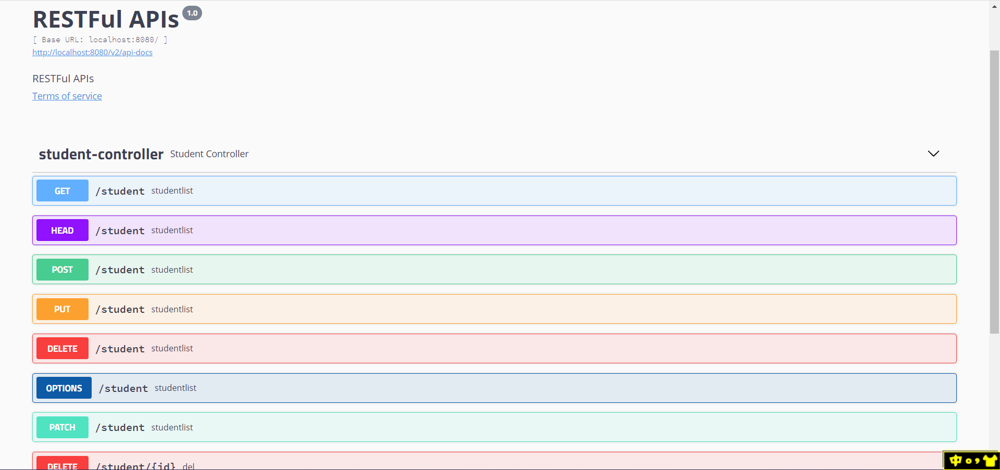 RESTFul APIs 1.0
[ Base URL: localhost:8080/ ]
http://localhost:8080/v2/api-docs
RESTFul APIs
Terms of service
student-controller Student Controller
GET /student studentlist
HEAD /student studentlist
POST /student studentlist
PUT /student studentlist
DELETE /student studentlist
OPTIONS /student studentlist
PATCH /student studentlist
DELETE /student/{id} del
中